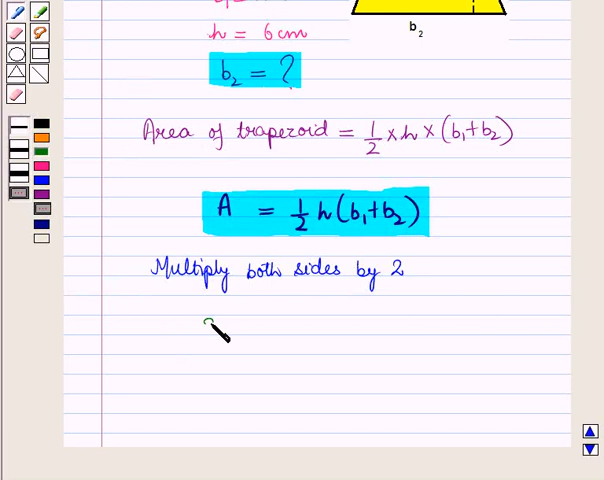 b₂
h = 6 cm
b₂ = ?
Area of trapezoid = 1/2 × h × (b₁ + b₂)
A = 1/2 h (b₁ + b₂)
Multiply both sides by 2